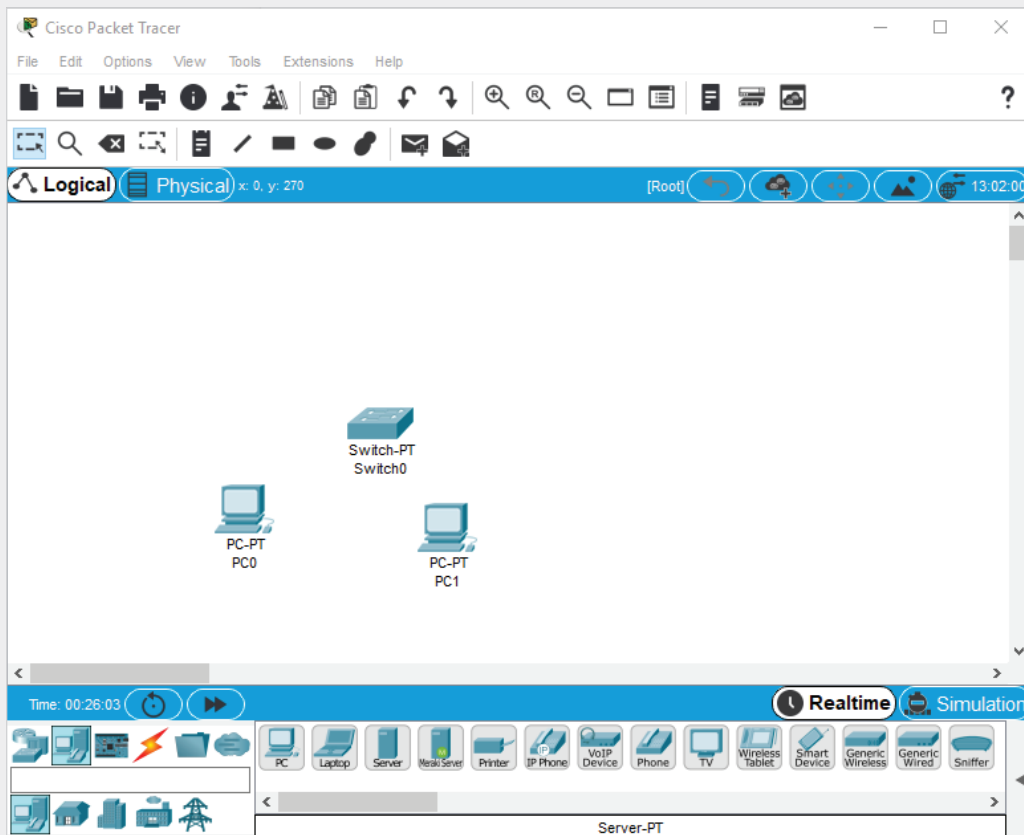 Cisco Packet Tracer
File Edit Options View Tools Extensions Help
R
?
Logical Physical x: 0, y: 270 [Root] 13:02:00
Switch-PT
Switch0
PC-PT
PC0
PC-PT
PC1
Time: 00:26:03 Realtime Simulation
PC Laptop Server Meraki Server Printer IP Phone VoIP Device Phone TV Wireless Tablet Smart Device Generic Wireless Generic Wired Sniffer
IP
Server-PT